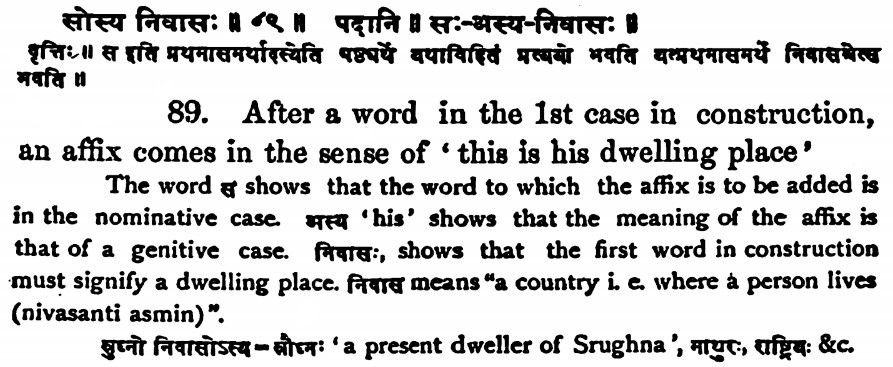 सोस्य निवासः ॥ ८९ ॥ पदानि ॥ सः-अस्य-निवासः ॥
वृत्तिः ॥ स इति प्रथमासमर्थादस्येति षष्ठ्यर्थे यथाविहितं प्रत्ययो भवति यत्प्रथमासमर्थं निवासश्चेत्स
भवति ॥
89. After a word in the 1st case in construction,
an affix comes in the sense of ‘this is his dwelling place’
The word स shows that the word to which the affix is to be added is
in the nominative case. अस्य ‘his’ shows that the meaning of the affix is
that of a genitive case. निवासः, shows that the first word in construction
must signify a dwelling place. निवास means “a country i. e. where a person lives
(nivasanti asmin)”.
स्रुघ्नो निवासोऽस्य = स्रौघ्नः ‘a present dweller of Srughna’, माथुरः, राष्ट्रियः &c.